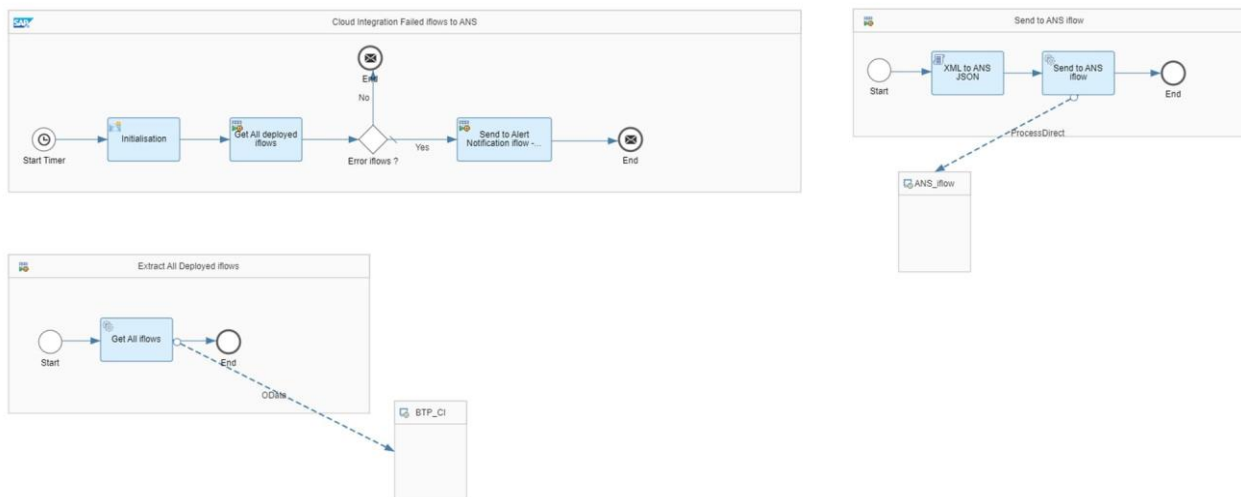 SAP
Cloud Integration Failed iflows to ANS
End
No
Start Timer
Initialisation
Get All deployed
iflows
Error iflows ?
Yes
Send to Alert
Notification iflow -...
End
Send to ANS iflow
Start
XML to ANS
JSON
Send to ANS
iflow
End
ProcessDirect
ANS_iflow
Extract All Deployed iflows
Start
Get All iflows
End
OData
BTP_CI